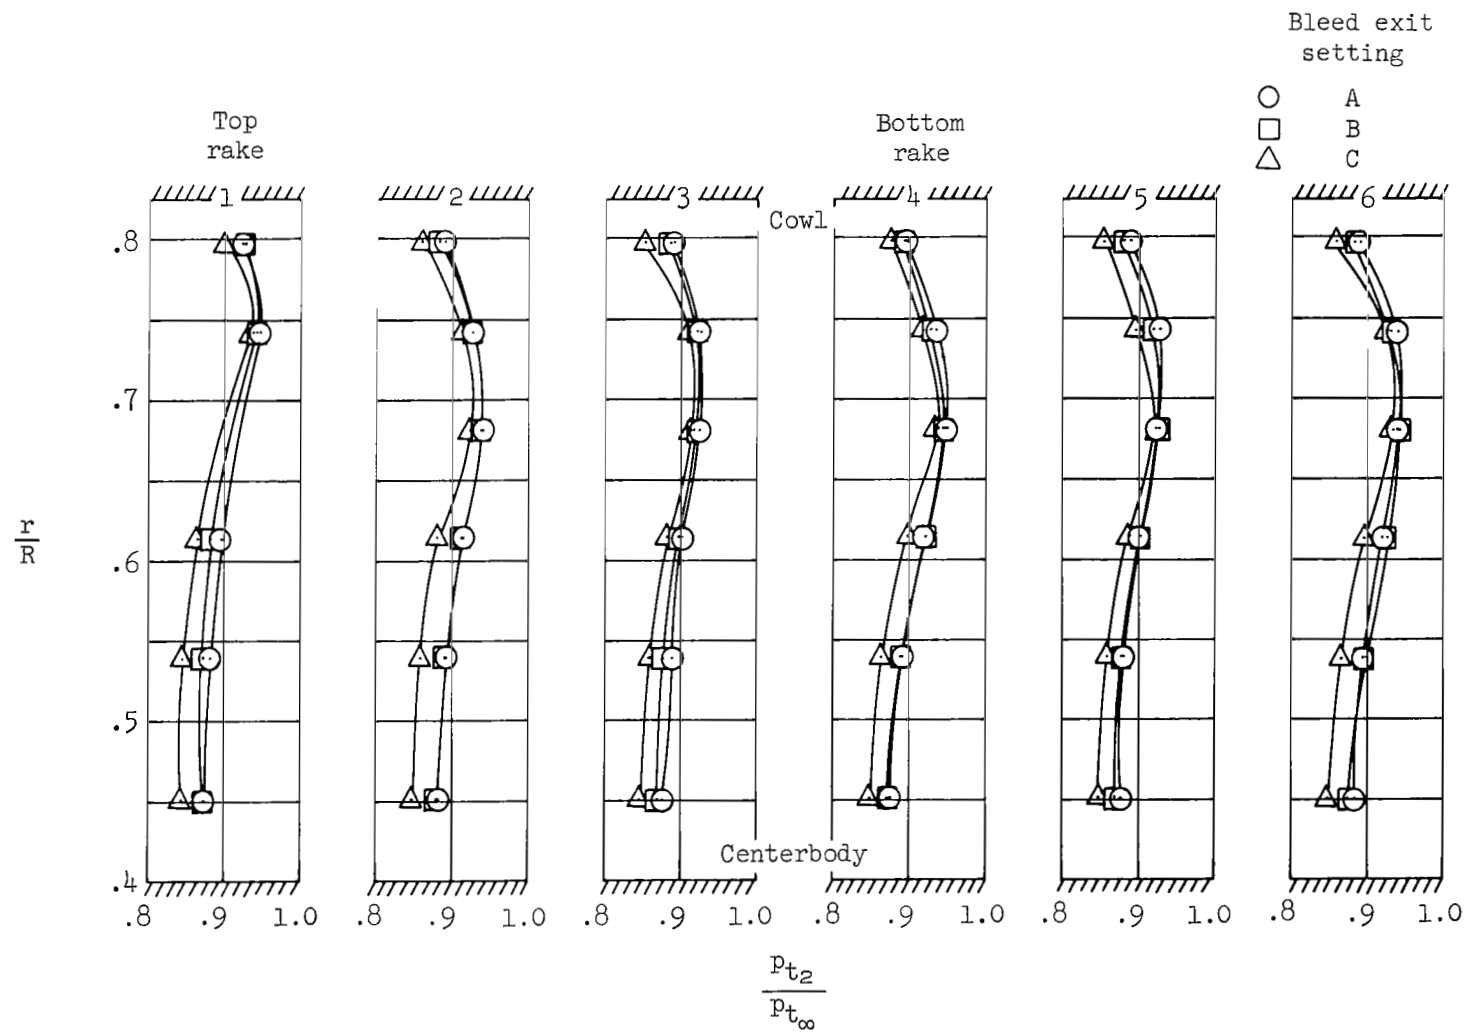 Bleed exit
setting
A
B
C
Top
rake
Bottom
rake
1
2
3
4
5
6
Cowl
.8
.7
.6
.5
.4
r
R
Centerbody
.8 .9 1.0
.8 .9 1.0
.8 .9 1.0
.8 .9 1.0
.8 .9 1.0
.8 .9 1.0
pt2
pt∞